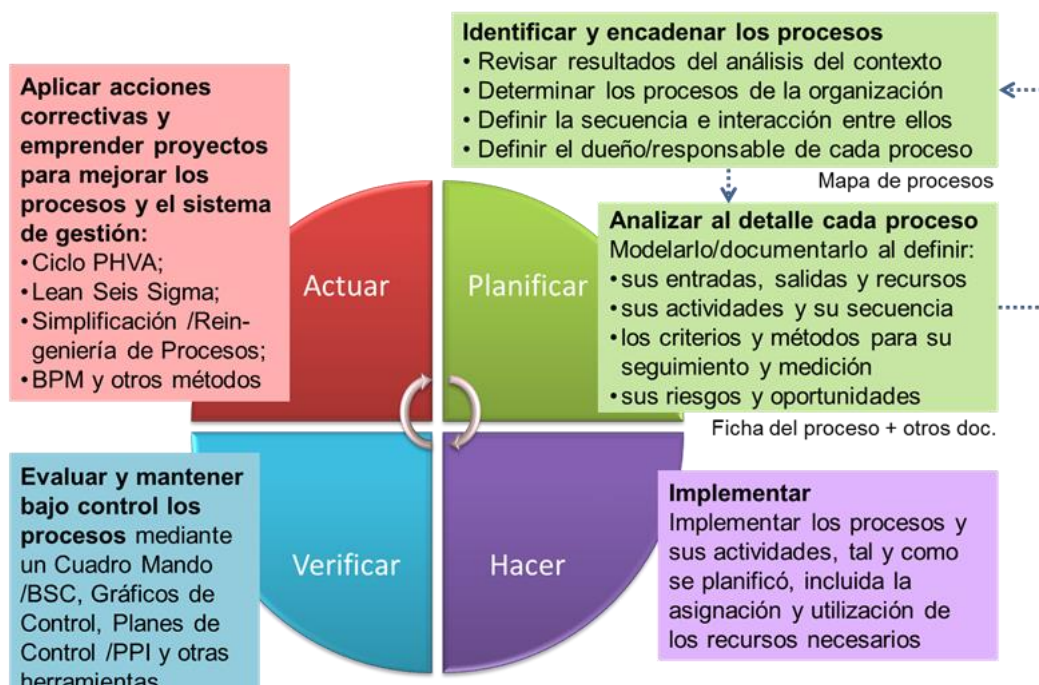 Identificar y encadenar los procesos
• Revisar resultados del análisis del contexto
• Determinar los procesos de la organización
• Definir la secuencia e interacción entre ellos
• Definir el dueño/responsable de cada proceso
Mapa de procesos
Aplicar acciones
correctivas y
emprender proyectos
para mejorar los
procesos y el sistema
de gestión:
• Ciclo PHVA;
• Lean Seis Sigma;
• Simplificación /Rein-
geniería de Procesos;
• BPM y otros métodos
Actuar
Planificar
Analizar al detalle cada proceso
Modelarlo/documentarlo al definir:
• sus entradas, salidas y recursos
• sus actividades y su secuencia
• los criterios y métodos para su
seguimiento y medición
• sus riesgos y oportunidades
Ficha del proceso + otros doc.
Evaluar y mantener
bajo control los
procesos mediante
un Cuadro Mando
/BSC, Gráficos de
Control, Planes de
Control /PPI y otras
herramientas
Verificar
Hacer
Implementar
Implementar los procesos y
sus actividades, tal y como
se planificó, incluida la
asignación y utilización de
los recursos necesarios